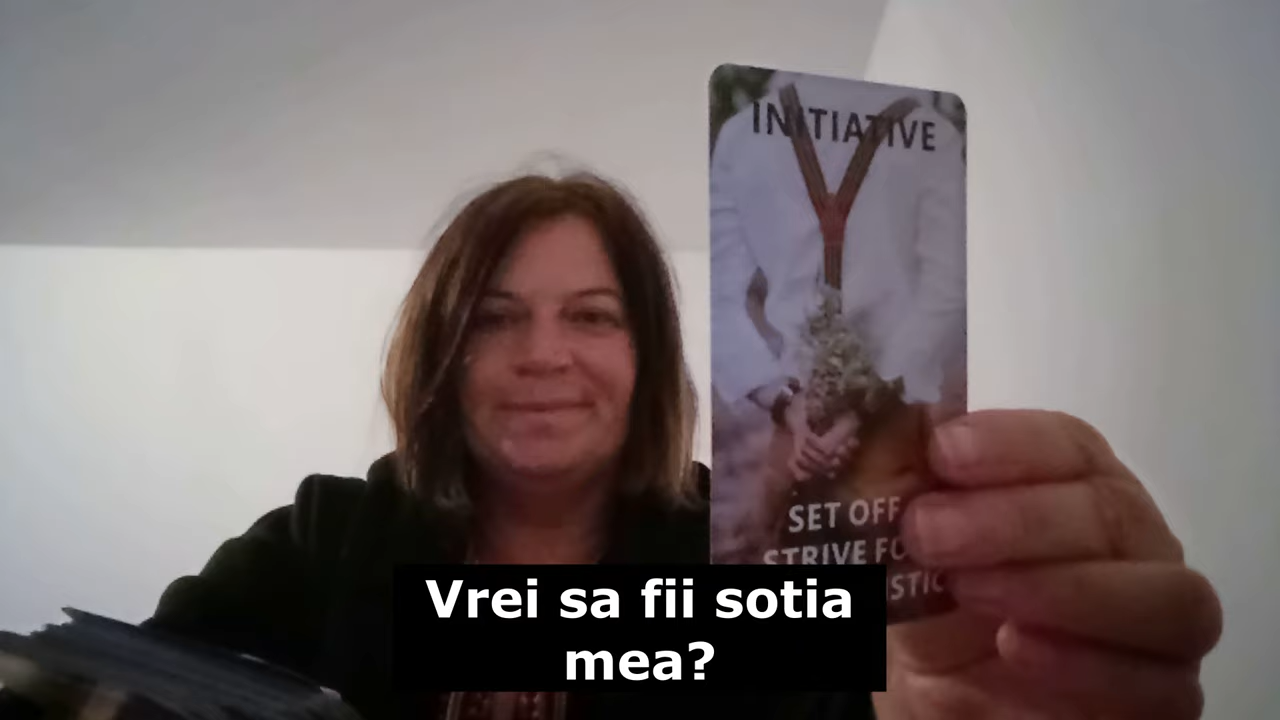 INITIATIVE
SET OFF
STRIVE
Vrei sa fii sotia
mea?